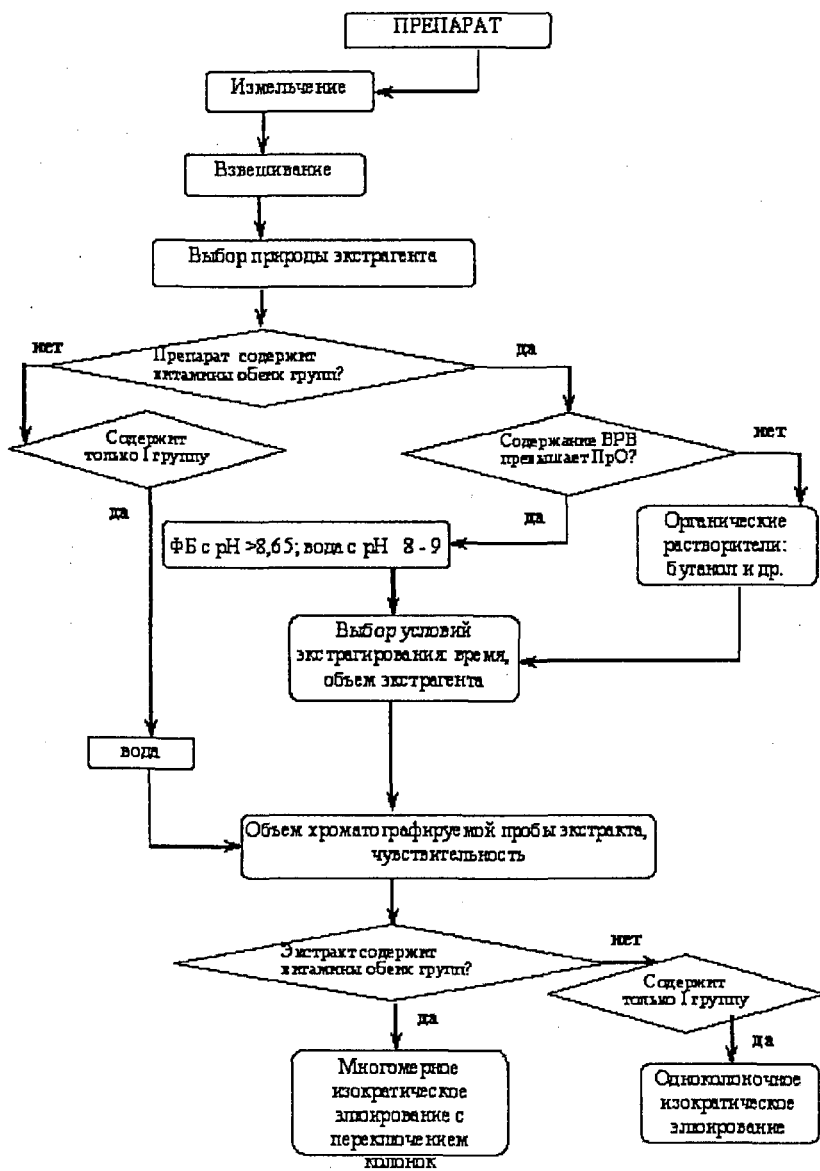 ПРЕПАРАТ
Измельчение
Взвешивание
Выбор природы экстрагента
нет
Препарат содержит
витамины обеих групп?
да
Содержит
только I группу
Содержание ВРВ
превышает ПрО?
нет
да
да
ФБ с pH >8,65; вода с pH 8 - 9
Органические
растворители:
бутанол и др.
Выбор условий
экстрагирования: время,
объем экстрагента
вода
Объем хроматографируемой пробы экстракта,
чувствительность
Экстракт содержит
витамины обеих групп?
нет
Содержит
только I группу
да
да
Многомерное
изократическое
элюирование с
переключением
колонок
Одноколоночное
изократическое
элюирование